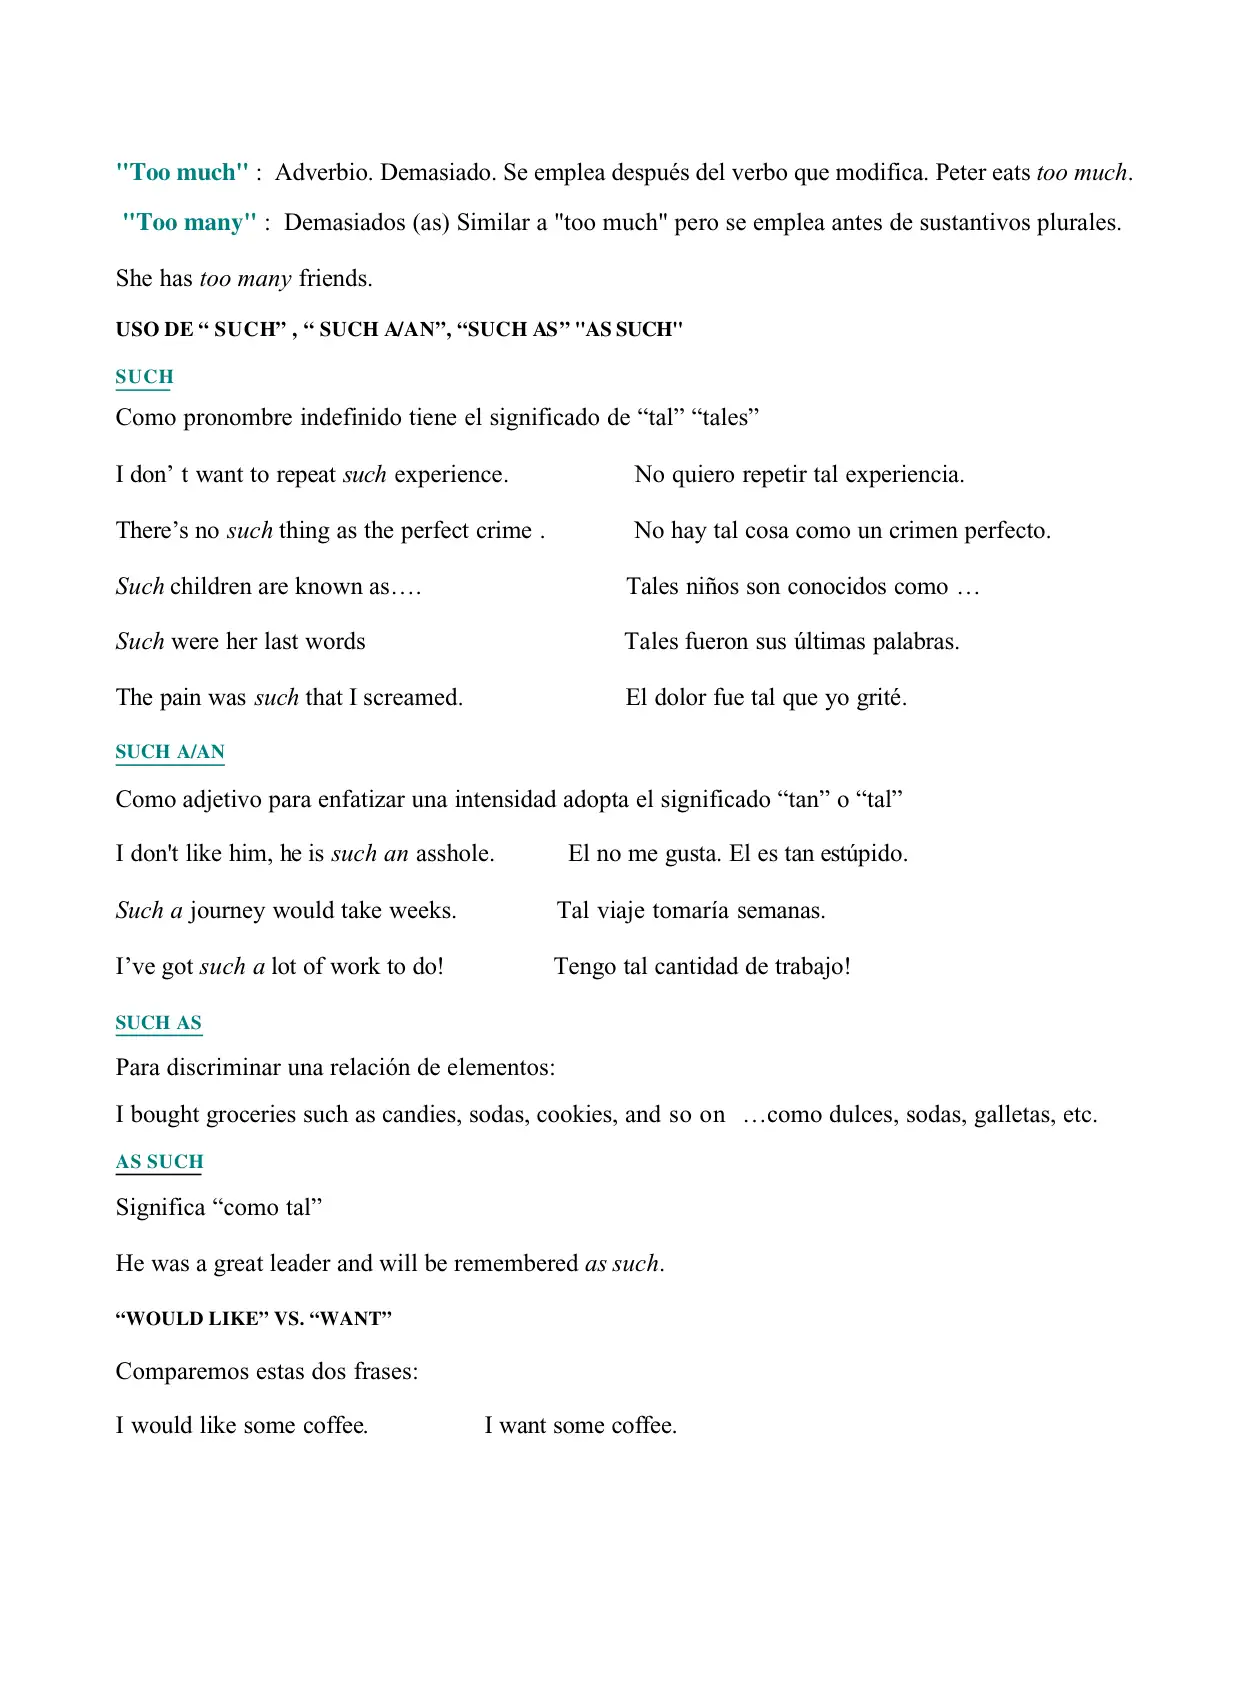 "Too much" : Adverbio. Demasiado. Se emplea después del verbo que modifica. Peter eats too much.
"Too many" : Demasiados (as) Similar a "too much" pero se emplea antes de sustantivos plurales.
She has too many friends.
USO DE “ SUCH” , “ SUCH A/AN”, “SUCH AS” "AS SUCH"
SUCH
Como pronombre indefinido tiene el significado de “tal” “tales”
I don’ t want to repeat such experience. No quiero repetir tal experiencia.
There’s no such thing as the perfect crime . No hay tal cosa como un crimen perfecto.
Such children are known as…. Tales niños son conocidos como …
Such were her last words Tales fueron sus últimas palabras.
The pain was such that I screamed. El dolor fue tal que yo grité.
SUCH A/AN
Como adjetivo para enfatizar una intensidad adopta el significado “tan” o “tal”
I don't like him, he is such an asshole. El no me gusta. El es tan estúpido.
Such a journey would take weeks. Tal viaje tomaría semanas.
I’ve got such a lot of work to do! Tengo tal cantidad de trabajo!
SUCH AS
Para discriminar una relación de elementos:
I bought groceries such as candies, sodas, cookies, and so on …como dulces, sodas, galletas, etc.
AS SUCH
Significa “como tal”
He was a great leader and will be remembered as such.
“WOULD LIKE” VS. “WANT”
Comparemos estas dos frases:
I would like some coffee. I want some coffee.